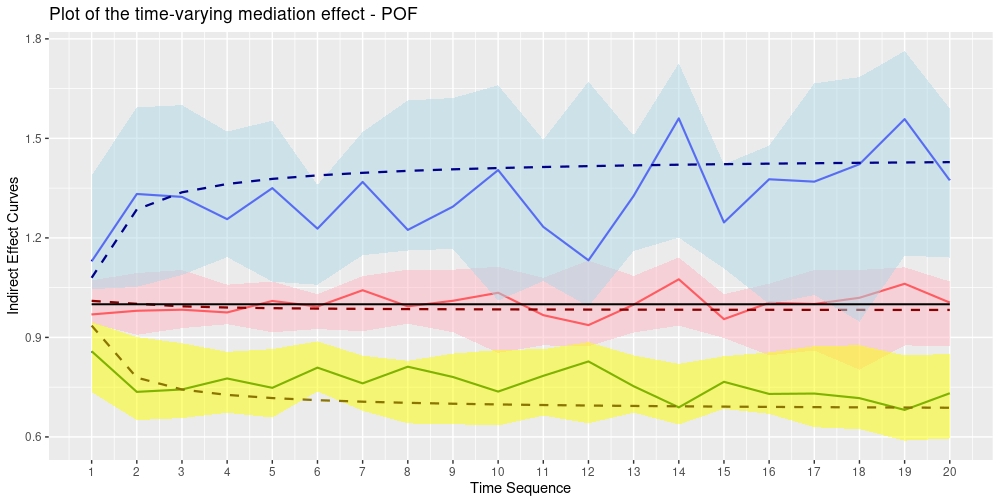 Plot of the time-varying mediation effect - POF
1.8
1.5
1.2
0.9
0.6
Indirect Effect Curves
1 2 3 4 5 6 7 8 9 10 11 12 13 14 15 16 17 18 19 20
Time Sequence